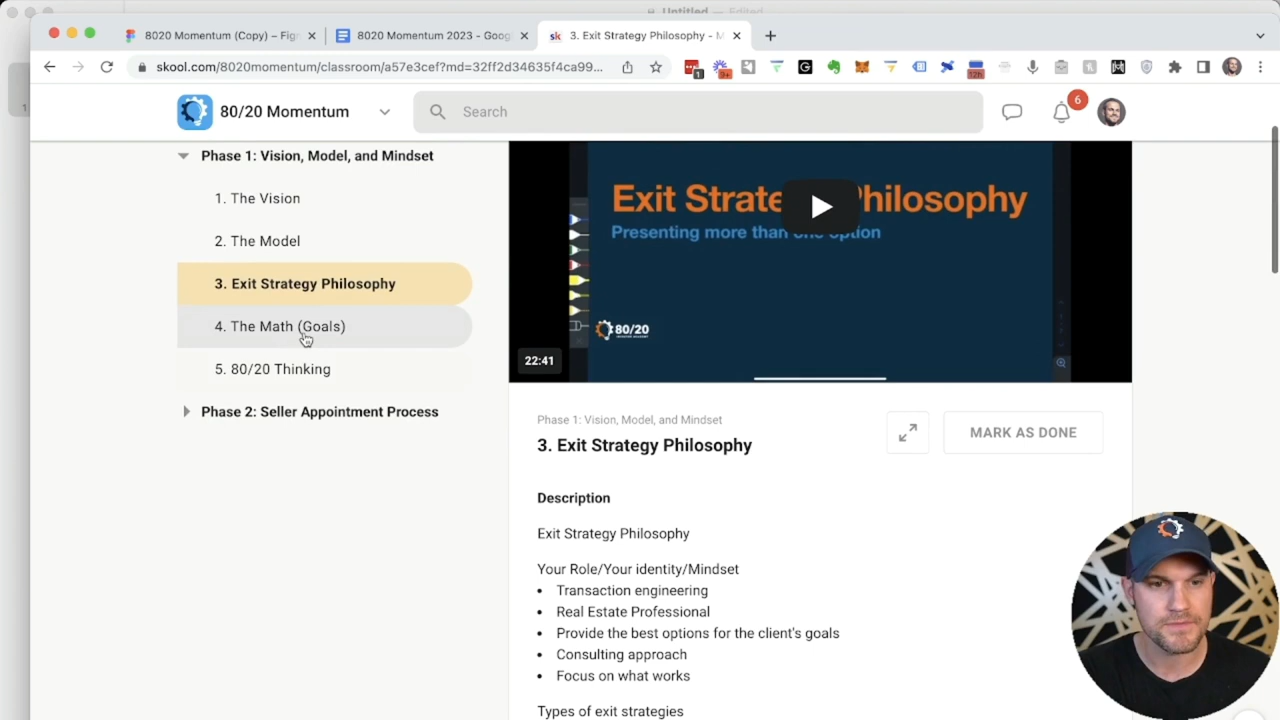 Untitled — Edited
8020 Momentum (Copy) – Fig
8020 Momentum 2023 - Goog
sk 3. Exit Strategy Philosophy - M
skool.com/8020momentum/classroom/a57e3cef?md=32ff2d34635f4ca99...
1
9+
12h
80/20 Momentum
Search
6
1
Phase 1: Vision, Model, and Mindset
1. The Vision
2. The Model
3. Exit Strategy Philosophy
4. The Math (Goals)
5. 80/20 Thinking
Phase 2: Seller Appointment Process
Exit Strate hilosophy
Presenting more than one option
80/20
22:41
Phase 1: Vision, Model, and Mindset
3. Exit Strategy Philosophy
MARK AS DONE
Description
Exit Strategy Philosophy
Your Role/Your identity/Mindset
• Transaction engineering
• Real Estate Professional
• Provide the best options for the client's goals
• Consulting approach
• Focus on what works
Types of exit strategies